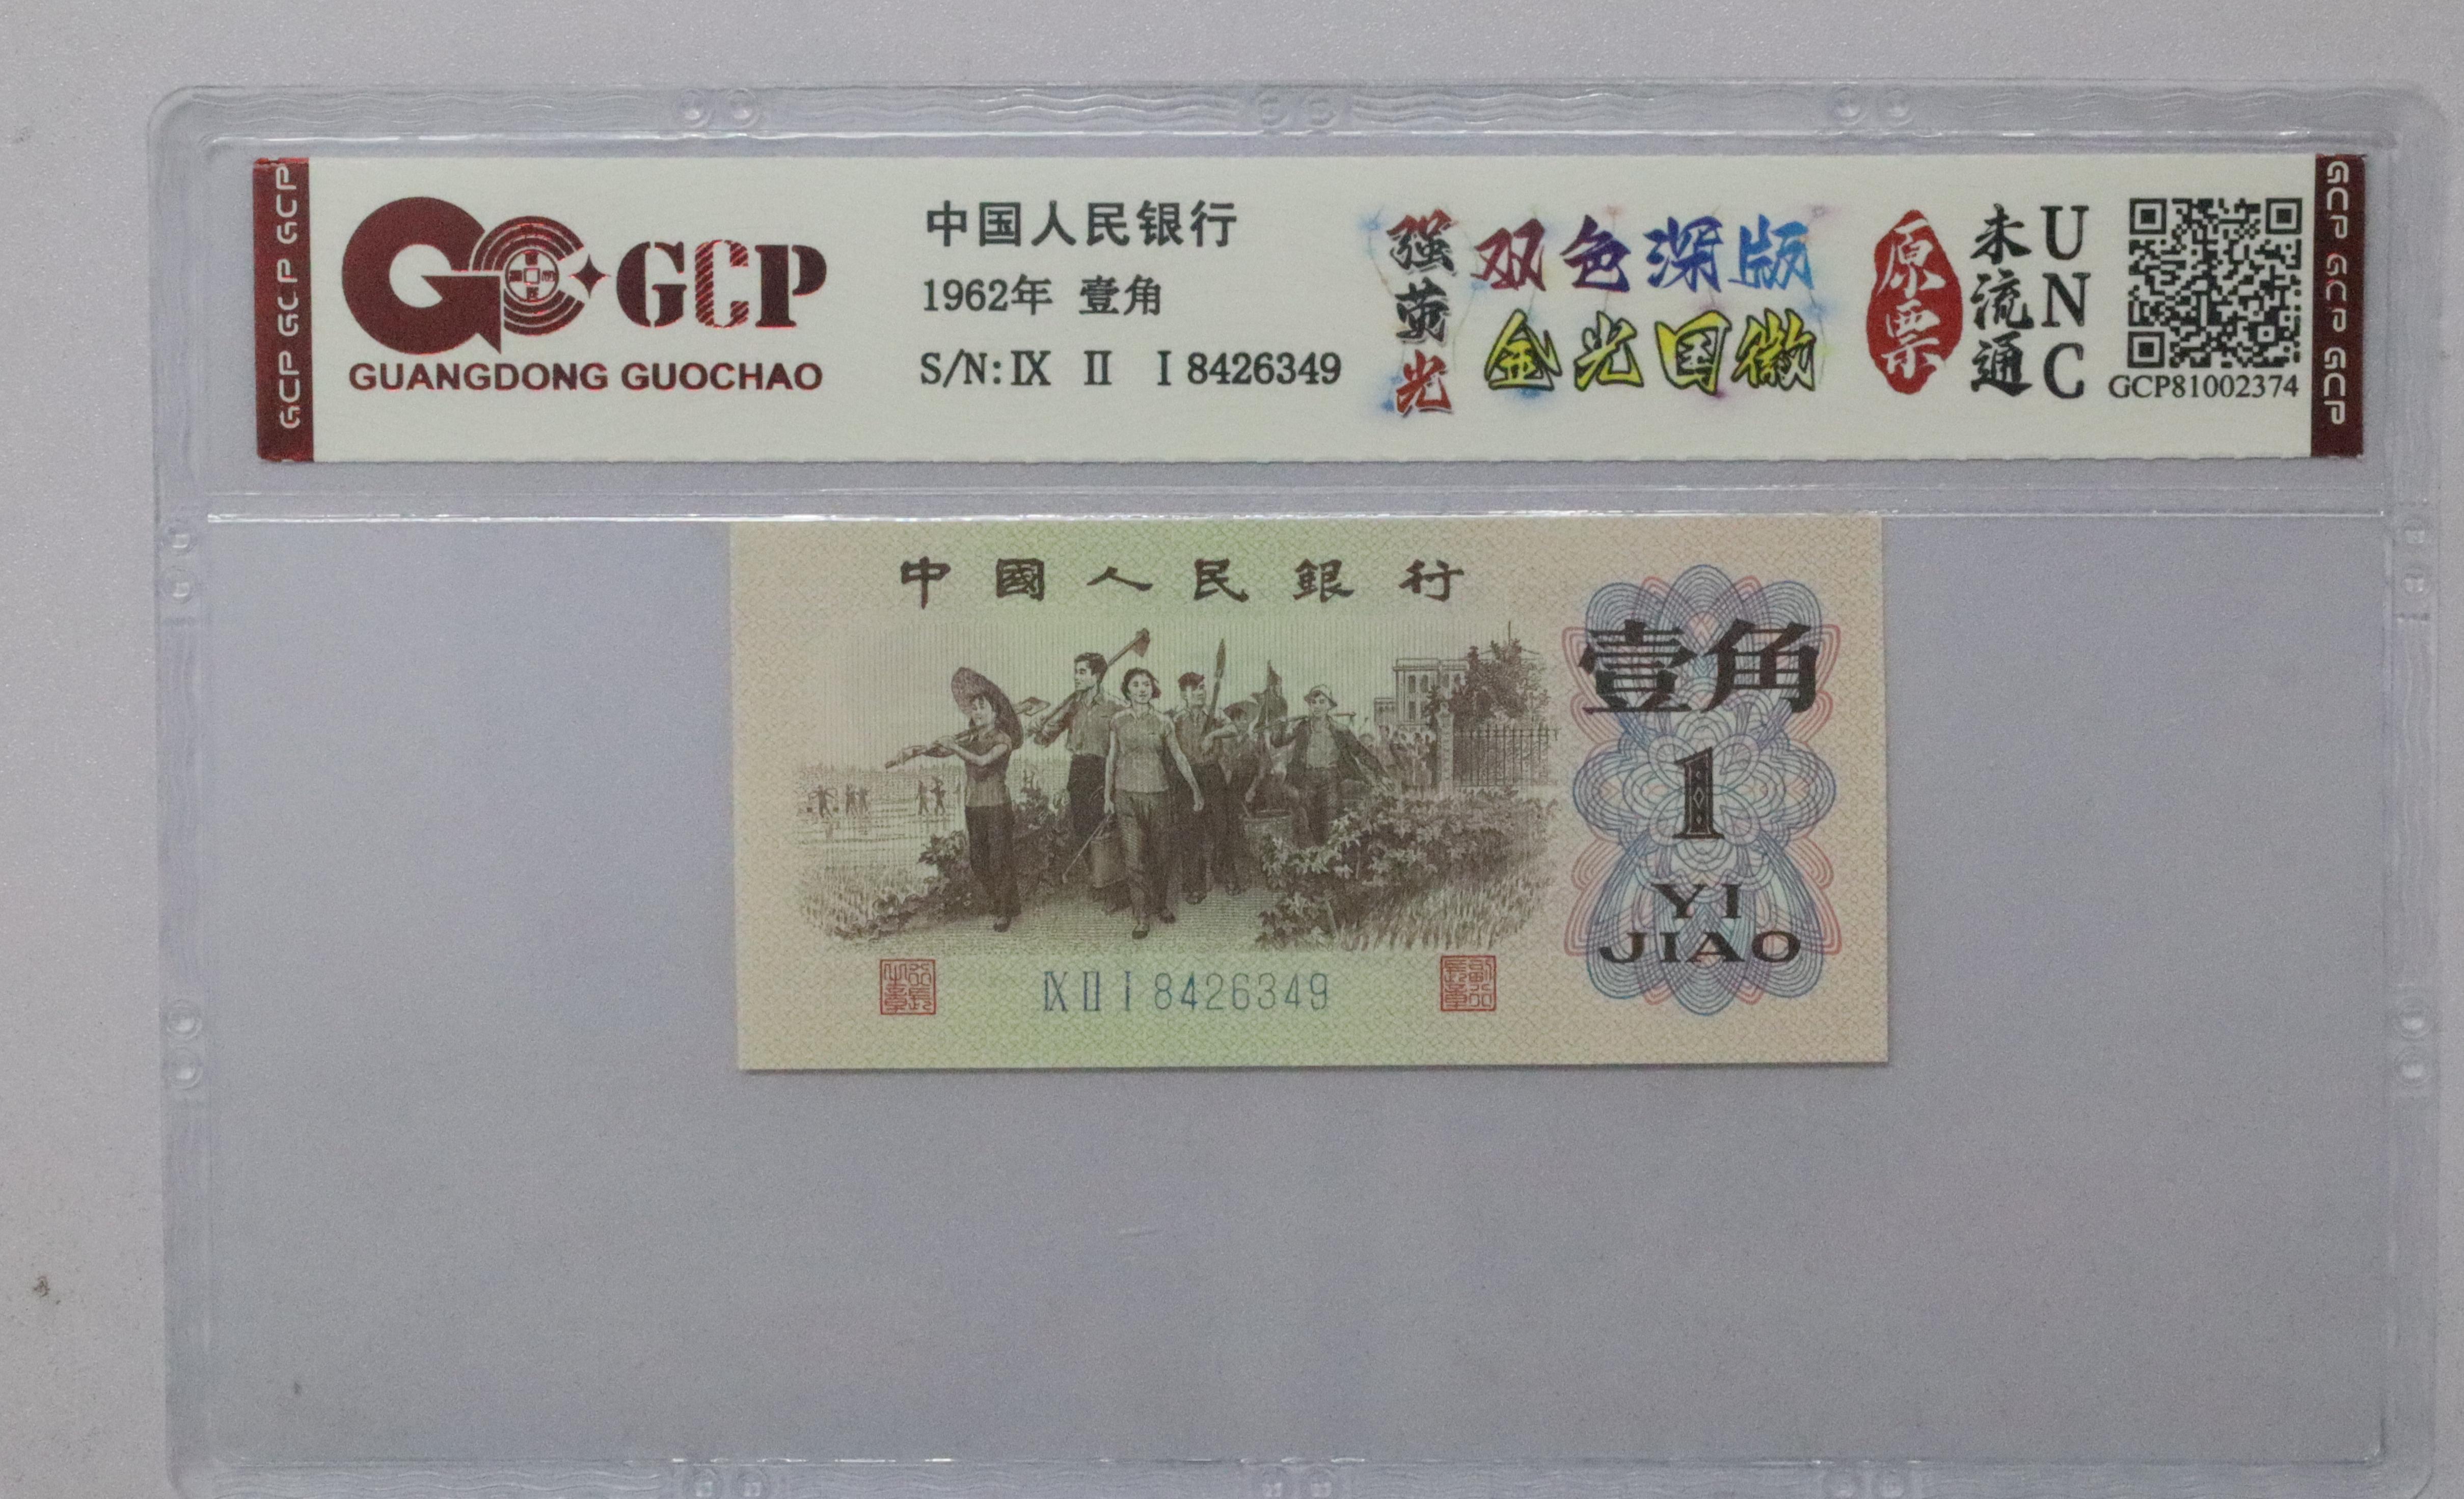 GCP GCP GCP
GCP
GUANGDONG GUOCHAO
中国人民银行
1962年 壹角
S/N: IX II I 8426349
强荧光
双色深版
金光国徽
原票
未流通
UNC
GCP81002374
GCP GCP GCP
中國人民銀行
壹角
1
YI
JIAO
IX II I 8426349